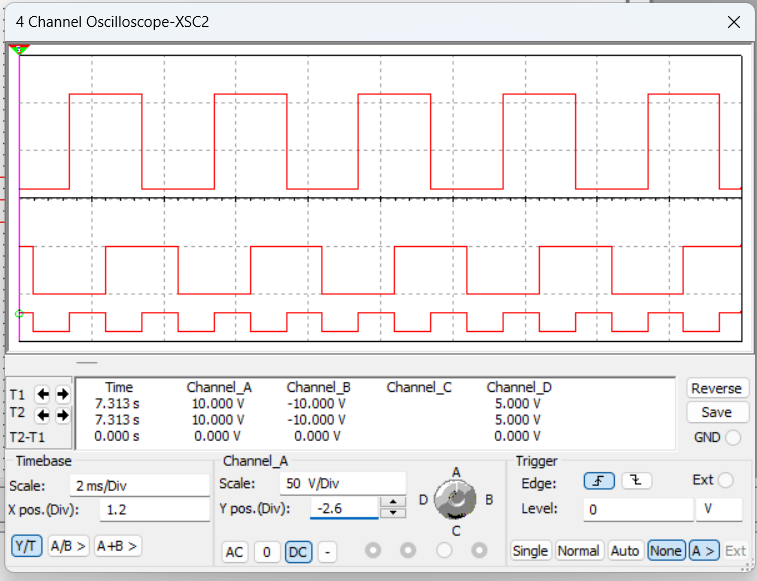 4 Channel Oscilloscope-XSC2
Time Channel_A Channel_B Channel_C Channel_D
T1 7.313 s 10.000 V -10.000 V 5.000 V
T2 7.313 s 10.000 V -10.000 V 5.000 V
T2-T1 0.000 s 0.000 V 0.000 V 0.000 V
Reverse
Save
GND
Timebase
Scale: 2 ms/Div
X pos.(Div): 1.2
Y/T A/B > A+B >
Channel_A
Scale: 50 V/Div
Y pos.(Div): -2.6
AC 0 DC -
A
D B
C
Trigger
Edge: Ext
Level: 0 V
Single Normal Auto None A > Ext